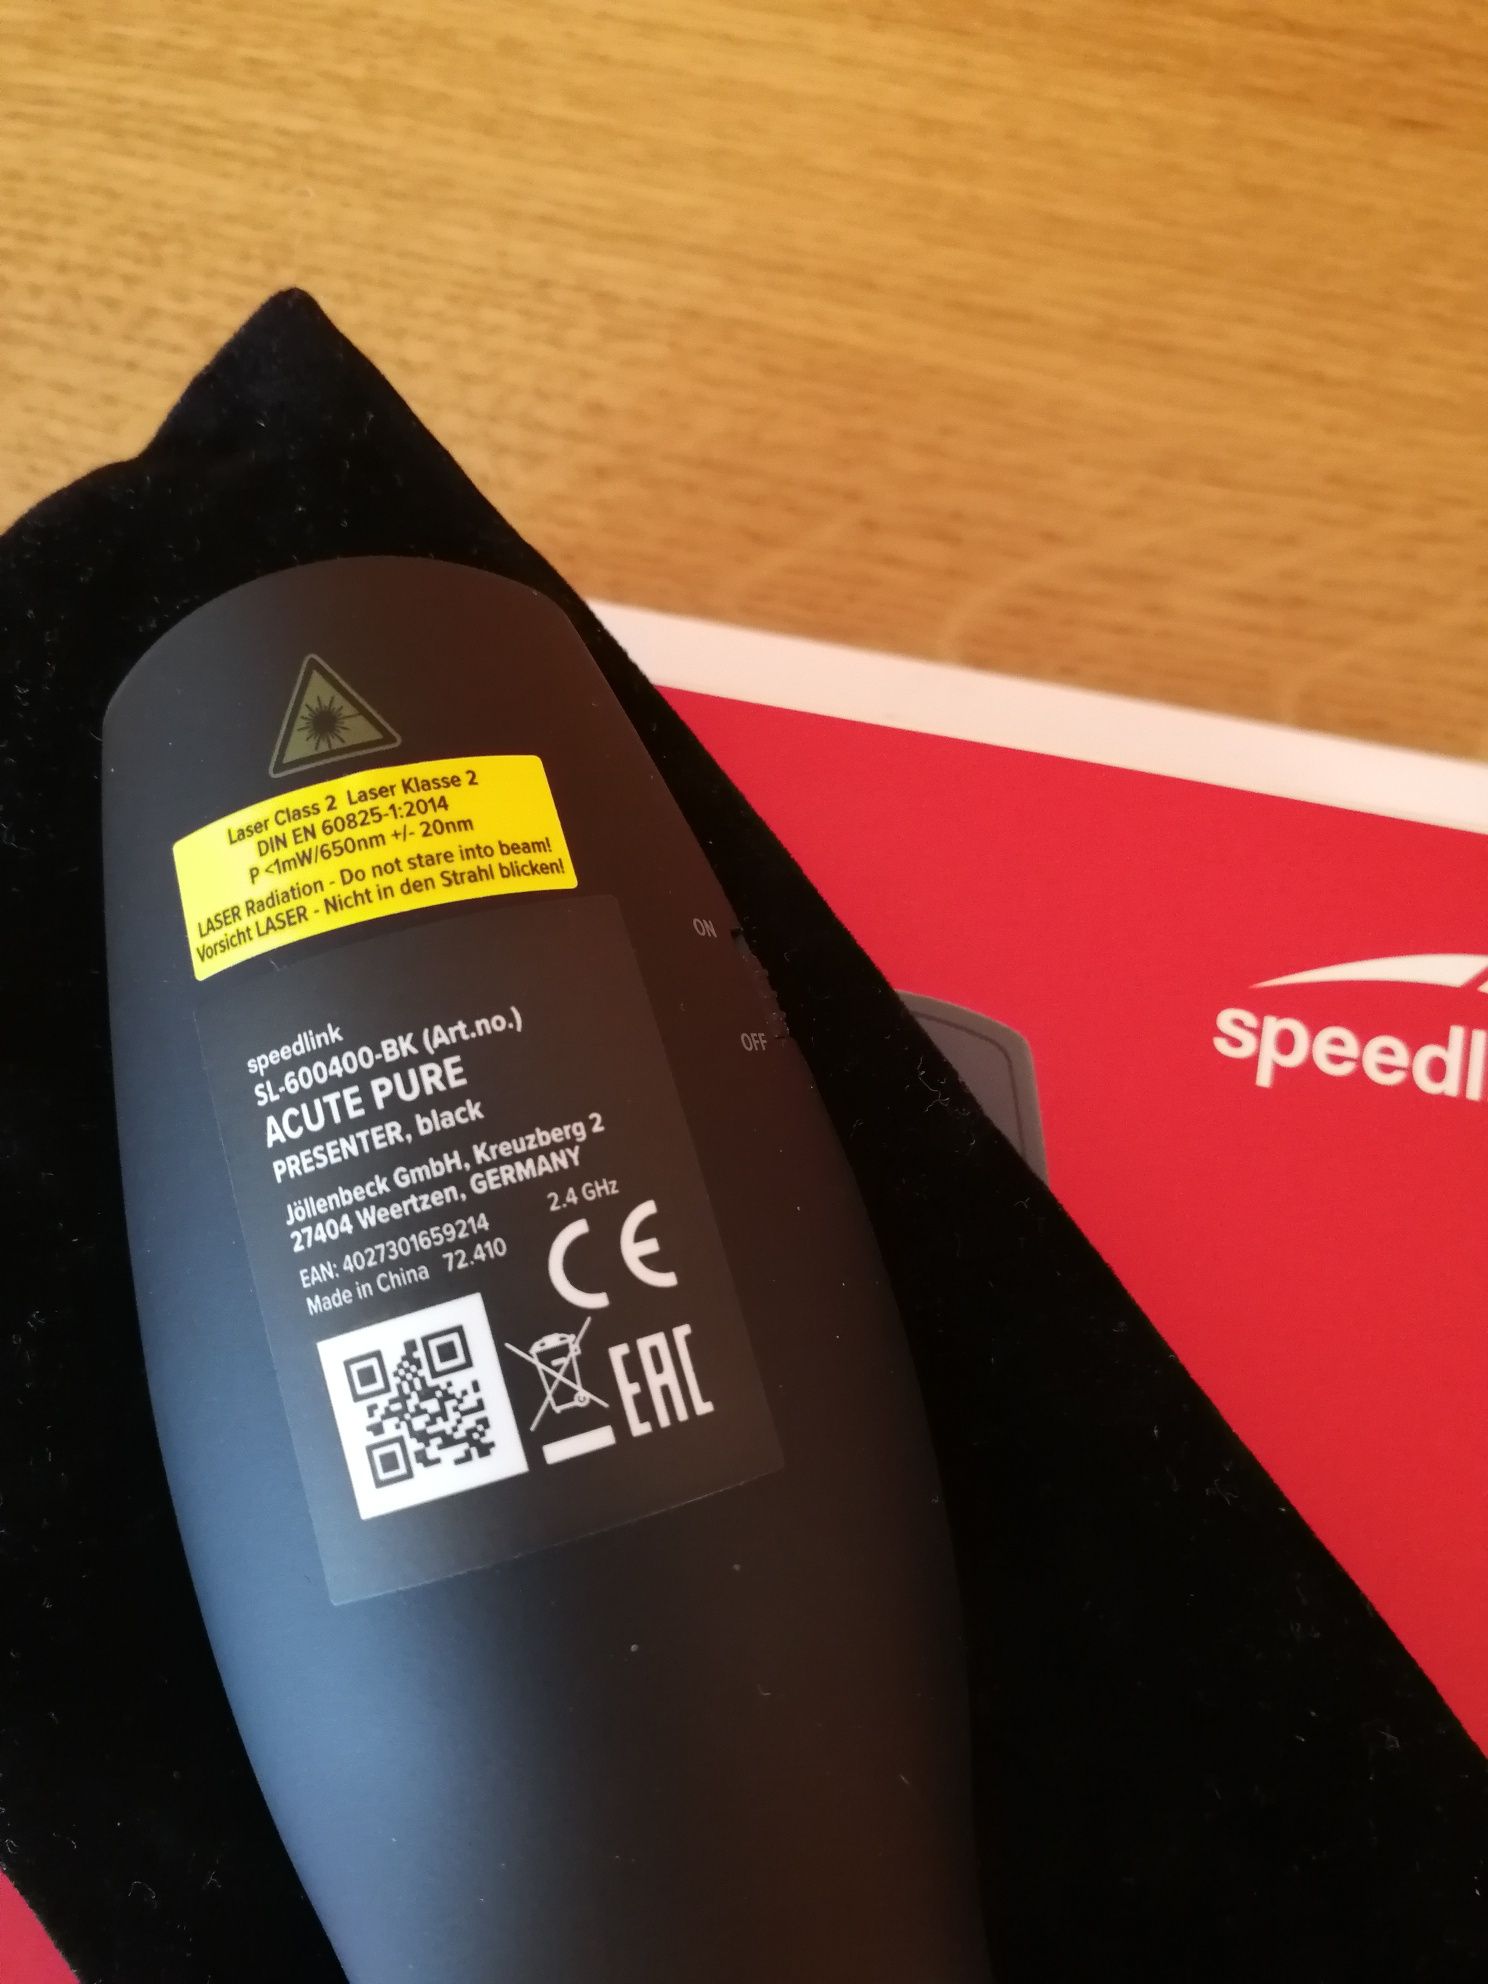 Laser Class 2 Laser Klasse 2
DIN EN 60825-1:2014
P <1mW/650nm +/- 20nm
LASER Radiation - Do not stare into beam!
Vorsicht LASER - Nicht in den Strahl blicken!
ON
OFF
speedlink
SL-600400-BK (Art.no.)
ACUTE PURE
PRESENTER, black
Jöllenbeck GmbH, Kreuzberg 2
27404 Weertzen, GERMANY
EAN: 4027301659214
2.4 GHz
Made in China 72.410
CE
EAC
speedl